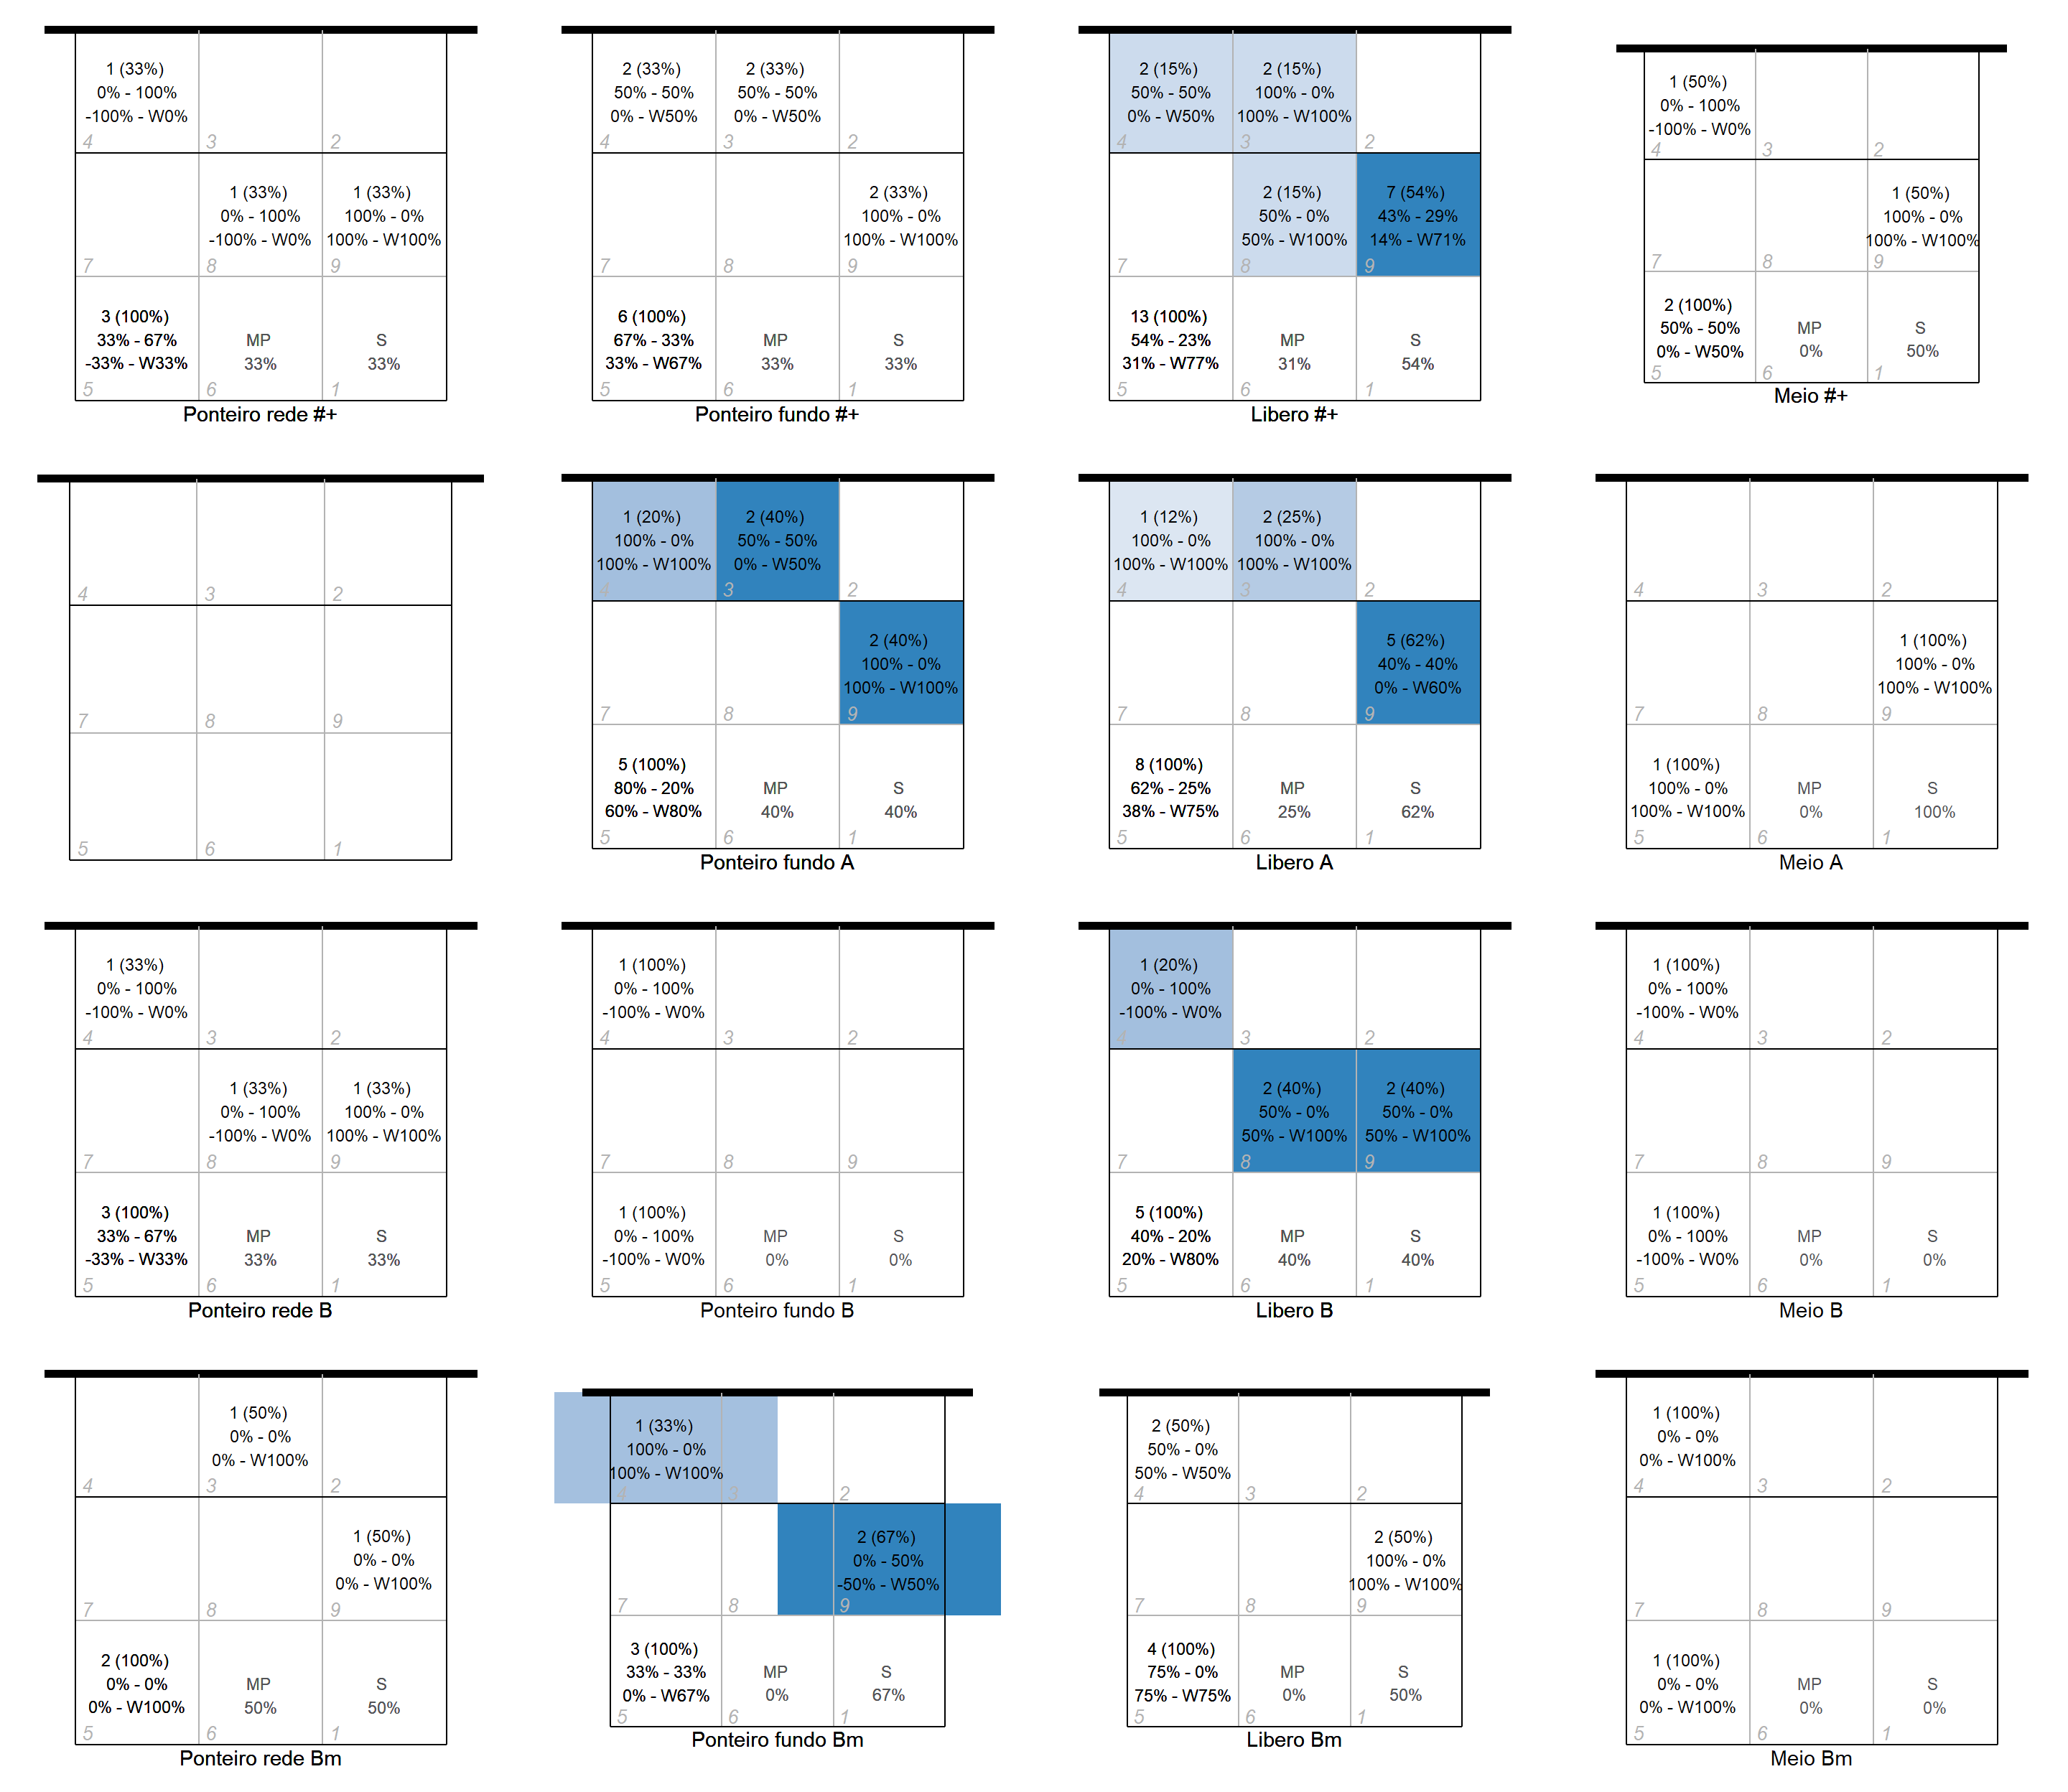 1 (33%)
0% - 100%
-100% - W0%
4 3 2
1 (33%) 1 (33%)
0% - 100% 100% - 0%
-100% - W0% 100% - W100%
7 8 9
3 (100%)
33% - 67% MP S
-33% - W33% 33% 33%
5 6 1
Ponteiro rede #+
2 (33%) 2 (33%)
50% - 50% 50% - 50%
0% - W50% 0% - W50%
4 3 2
2 (33%)
100% - 0%
100% - W100%
7 8 9
6 (100%)
67% - 33% MP S
33% - W67% 33% 33%
5 6 1
Ponteiro fundo #+
2 (15%) 2 (15%)
50% - 50% 100% - 0%
0% - W50% 100% - W100%
4 3 2
2 (15%) 7 (54%)
50% - 0% 43% - 29%
50% - W100% 14% - W71%
7 8 9
13 (100%)
54% - 23% MP S
31% - W77% 31% 54%
5 6 1
Libero #+
1 (50%)
0% - 100%
-100% - W0%
4 3 2
1 (50%)
100% - 0%
100% - W100%
7 8 9
2 (100%)
50% - 50% MP S
0% - W50% 0% 50%
5 6 1
Meio #+
4 3 2
7 8 9
5 6 1
1 (20%) 2 (40%)
100% - 0% 50% - 50%
100% - W100% 0% - W50%
4 3 2
2 (40%)
100% - 0%
100% - W100%
7 8 9
5 (100%)
80% - 20% MP S
60% - W80% 40% 40%
5 6 1
Ponteiro fundo A
1 (12%) 2 (25%)
100% - 0% 100% - 0%
100% - W100% 100% - W100%
4 3 2
5 (62%)
40% - 40%
0% - W60%
7 8 9
8 (100%)
62% - 25% MP S
38% - W75% 25% 62%
5 6 1
Libero A
4 3 2
1 (100%)
100% - 0%
100% - W100%
7 8 9
1 (100%)
100% - 0% MP S
100% - W100% 0% 100%
5 6 1
Meio A
1 (33%)
0% - 100%
-100% - W0%
4 3 2
1 (33%) 1 (33%)
0% - 100% 100% - 0%
-100% - W0% 100% - W100%
7 8 9
3 (100%)
33% - 67% MP S
-33% - W33% 33% 33%
5 6 1
Ponteiro rede B
1 (100%)
0% - 100%
-100% - W0%
4 3 2
7 8 9
1 (100%)
0% - 100% MP S
-100% - W0% 0% 0%
5 6 1
Ponteiro fundo B
1 (20%)
0% - 100%
-100% - W0%
4 3 2
2 (40%) 2 (40%)
50% - 0% 50% - 0%
50% - W100% 50% - W100%
7 8 9
5 (100%)
40% - 20% MP S
20% - W80% 40% 40%
5 6 1
Libero B
1 (100%)
0% - 100%
-100% - W0%
4 3 2
7 8 9
1 (100%)
0% - 100% MP S
-100% - W0% 0% 0%
5 6 1
Meio B
1 (50%)
0% - 0%
0% - W100%
4 3 2
1 (50%)
0% - 0%
0% - W100%
7 8 9
2 (100%)
0% - 0% MP S
0% - W100% 50% 50%
5 6 1
Ponteiro rede Bm
1 (33%)
100% - 0%
100% - W100%
4 3 2
2 (67%)
0% - 50%
-50% - W50%
7 8 9
3 (100%)
33% - 33% MP S
0% - W67% 0% 67%
5 6 1
Ponteiro fundo Bm
2 (50%)
50% - 0%
50% - W50%
4 3 2
2 (50%)
100% - 0%
100% - W100%
7 8 9
4 (100%)
75% - 0% MP S
75% - W75% 0% 50%
5 6 1
Libero Bm
1 (100%)
0% - 0%
0% - W100%
4 3 2
7 8 9
1 (100%)
0% - 0% MP S
0% - W100% 0% 0%
5 6 1
Meio Bm